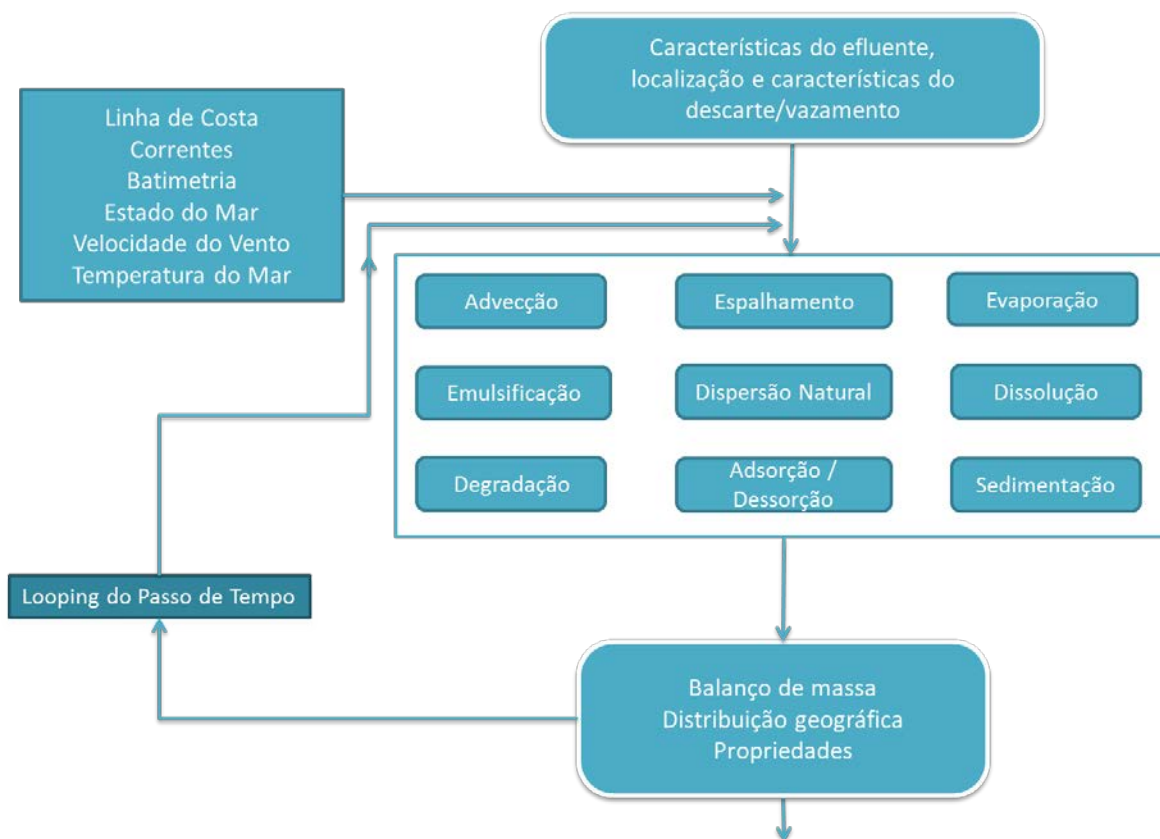 Características do efluente,
localização e características do
descarte/vazamento
Linha de Costa
Correntes
Batimetria
Estado do Mar
Velocidade do Vento
Temperatura do Mar
Advecção
Espalhamento
Evaporação
Emulsificação
Dispersão Natural
Dissolução
Degradação
Adsorção /
Dessorção
Sedimentação
Looping do Passo de Tempo
Balanço de massa
Distribuição geográfica
Propriedades